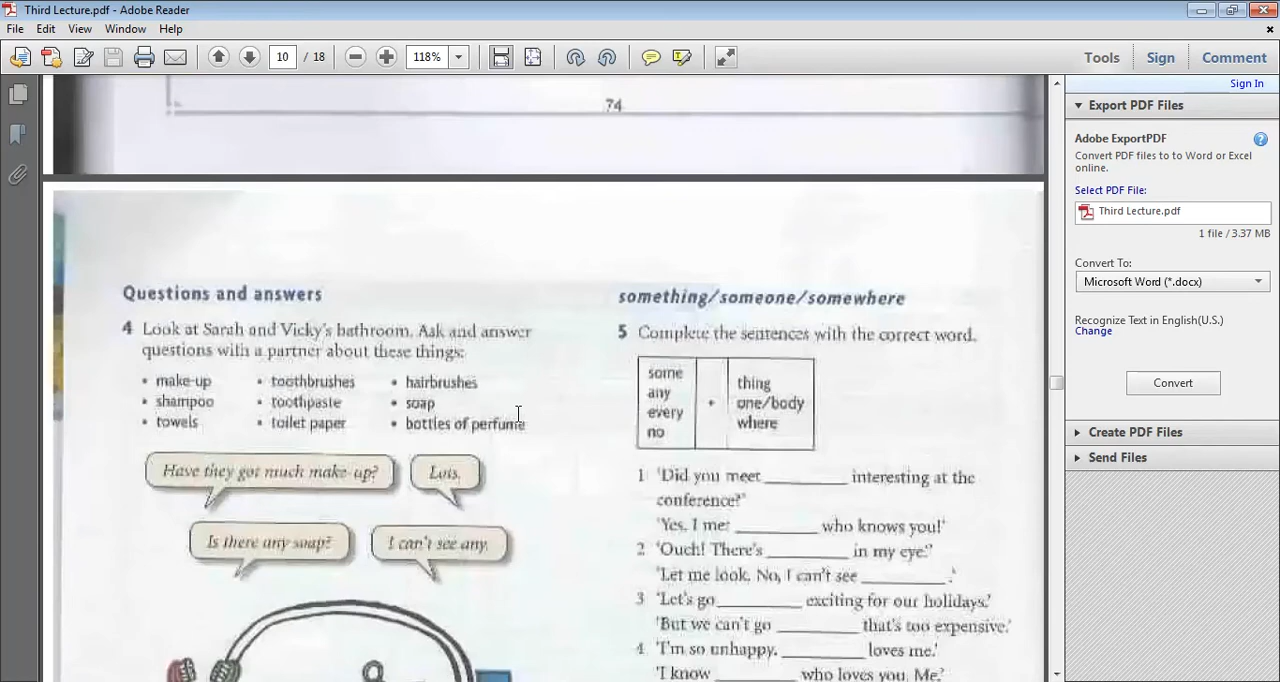 Third Lecture.pdf - Adobe Reader
File Edit View Window Help
10 / 18 118% Tools Sign Comment
Sign In
Export PDF Files
Adobe ExportPDF
Convert PDF files to to Word or Excel
online.
Select PDF File:
Third Lecture.pdf
1 file / 3.37 MB
Convert To:
Microsoft Word (*.docx)
Recognize Text in English(U.S.)
Change
Convert
Create PDF Files
Send Files
74
Questions and answers
4 Look at Sarah and Vicky's bathroom. Ask and answer
questions with a partner about these things:
• make-up • toothbrushes • hairbrushes
• shampoo • toothpaste • soap
• towels • toilet paper • bottles of perfume
Have they got much make-up?
Lots.
Is there any soap?
I can't see any.
something/someone/somewhere
5 Complete the sentences with the correct word.
some
any
every
no
+
thing
one/body
where
1 'Did you meet ________ interesting at the
conference?'
'Yes, I met ________ who knows you!'
2 'Ouch! There's ________ in my eye.'
'Let me look. No, I can't see ________.'
3 'Let's go ________ exciting for our holidays.'
'But we can't go ________ that's too expensive.'
4 'I'm so unhappy. ________ loves me.'
'I know ________ who loves you. Me.'